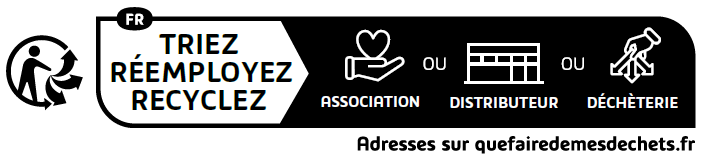 FR
TRIEZ
RÉEMPLOYEZ
RECYCLEZ
ASSOCIATION OU DISTRIBUTEUR OU DÉCHÈTERIE
Adresses sur quefairedemesdechets.fr